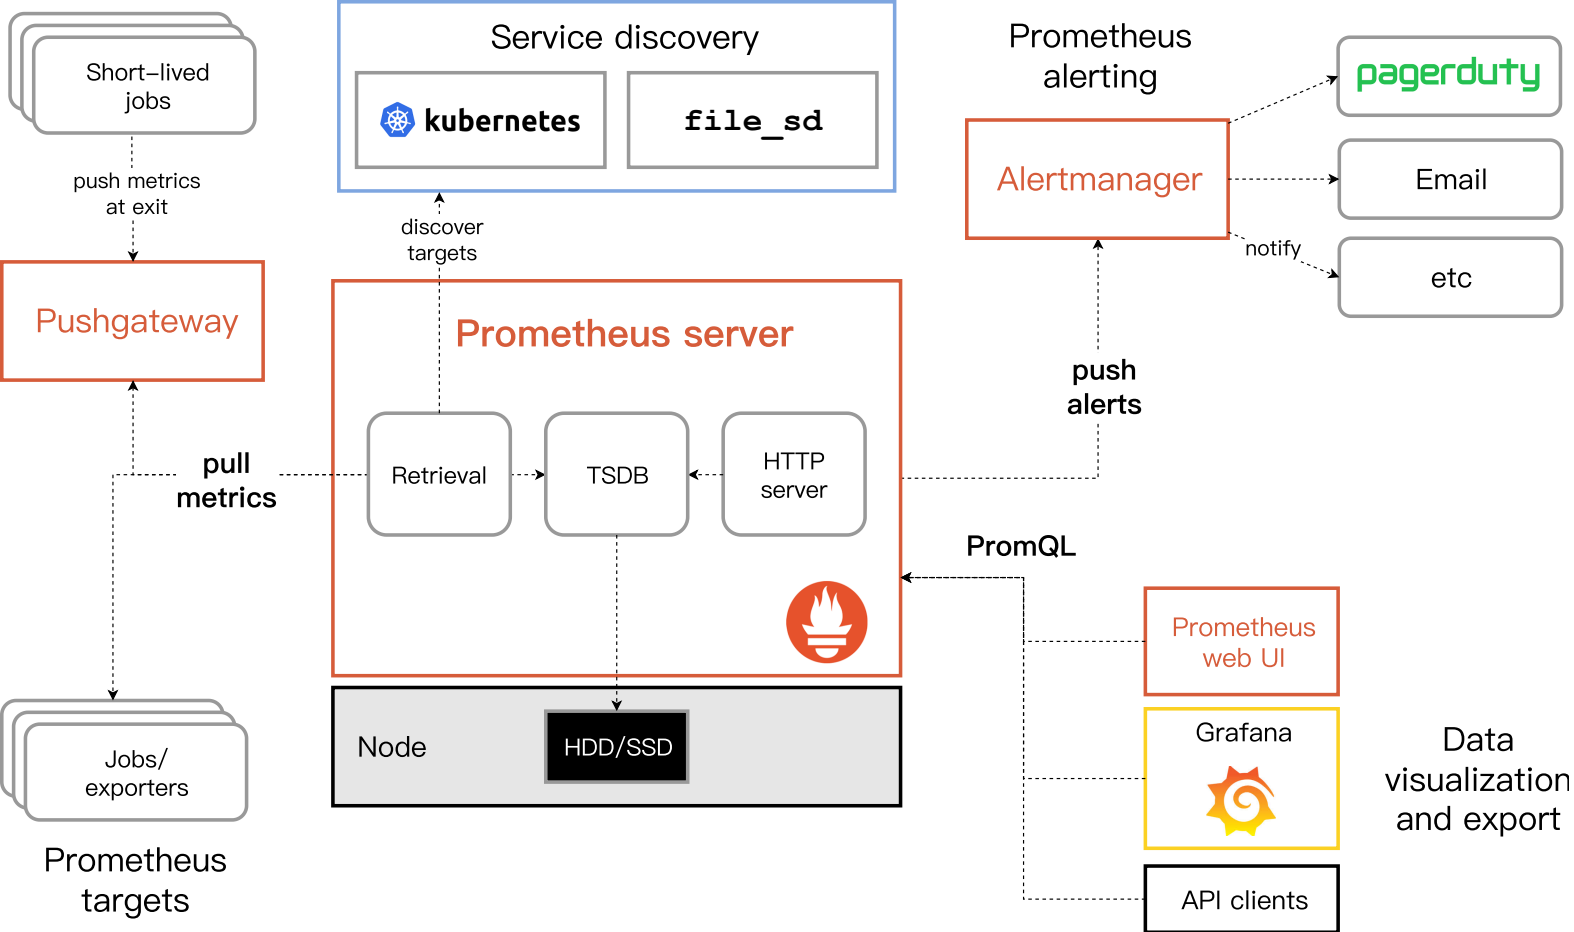 Short-lived
jobs
push metrics
at exit
Pushgateway
Service discovery
kubernetes
file_sd
discover
targets
Prometheus server
Retrieval
TSDB
HTTP
server
pull
metrics
Node
HDD/SSD
Jobs/
exporters
Prometheus
targets
Prometheus
alerting
Alertmanager
pagerduty
Email
notify
etc
push
alerts
PromQL
Prometheus
web UI
Grafana
API clients
Data
visualization
and export